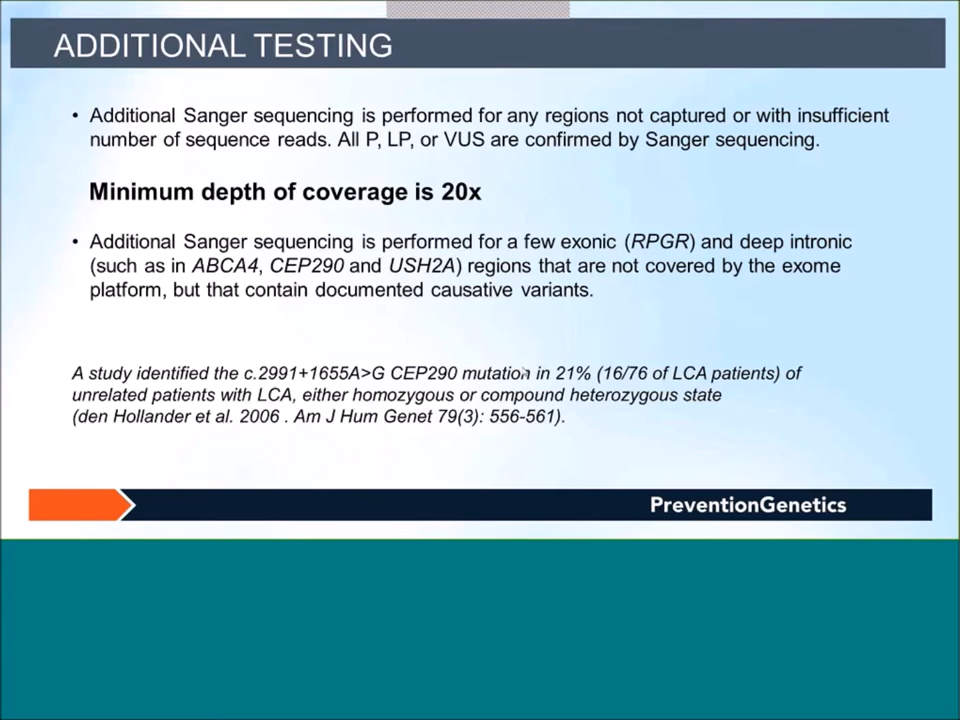 ADDITIONAL TESTING
• Additional Sanger sequencing is performed for any regions not captured or with insufficient
number of sequence reads. All P, LP, or VUS are confirmed by Sanger sequencing.
Minimum depth of coverage is 20x
• Additional Sanger sequencing is performed for a few exonic (RPGR) and deep intronic
(such as in ABCA4, CEP290 and USH2A) regions that are not covered by the exome
platform, but that contain documented causative variants.
A study identified the c.2991+1655A>G CEP290 mutation in 21% (16/76 of LCA patients) of
unrelated patients with LCA, either homozygous or compound heterozygous state
(den Hollander et al. 2006 . Am J Hum Genet 79(3): 556-561).
PreventionGenetics